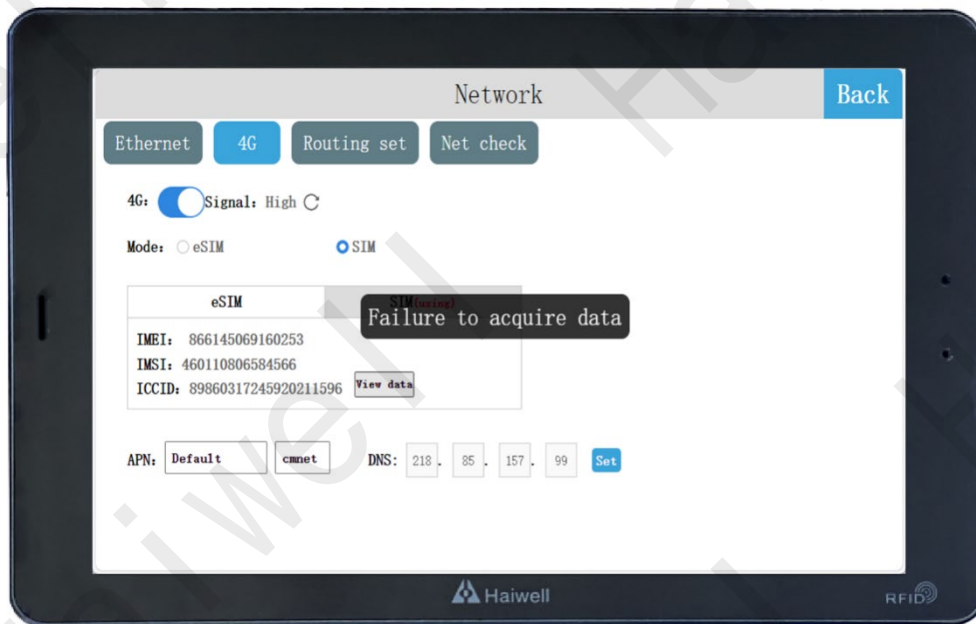 Network
Back
Ethernet
4G
Routing set
Net check
4G:
Signal: High
Mode:
eSIM
SIM
eSIM
SIM(using)
Failure to acquire data
IMEI: 866145069160253
IMSI: 460110806584566
ICCID: 89860317245920211596
View data
APN:
Default
cmnet
DNS: 218 . 85 . 157 . 99
Set
Haiwell
RFID
Haiwell